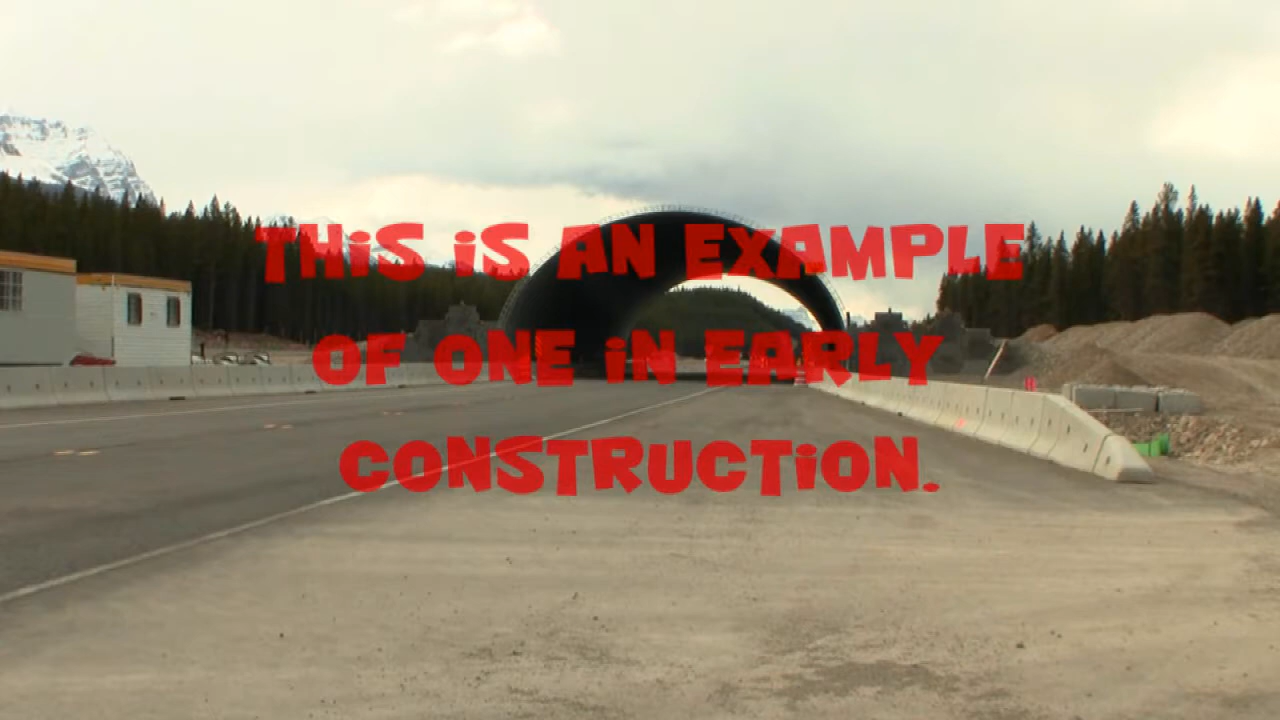 THiS iS AN EXAMPLE
OF ONE iN EARLY
CONSTRUCTiON.